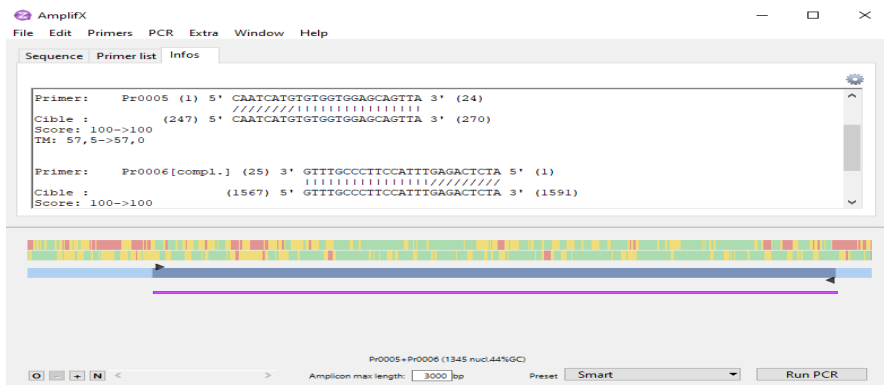 AmplifX
File Edit Primers PCR Extra Window Help
Sequence Primer list Infos
Primer: Pr0005 (1) 5' CAATCATGTGTGGTGGAGCAGTTA 3' (24)
////////||||||||||||||||
Cible : (247) 5' CAATCATGTGTGGTGGAGCAGTTA 3' (270)
Score: 100->100
TM: 57,5->57,0
Primer: Pr0006[compl.] (25) 3' GTTTGCCCTTCCATTTGAGACTCTA 5' (1)
||||||||||||||||/////////
Cible : (1567) 5' GTTTGCCCTTCCATTTGAGACTCTA 3' (1591)
Score: 100->100
Pr0005+Pr0006 (1345 nucl.44%GC)
O - + N < > Amplicon max length: 3000 bp Preset Smart Run PCR